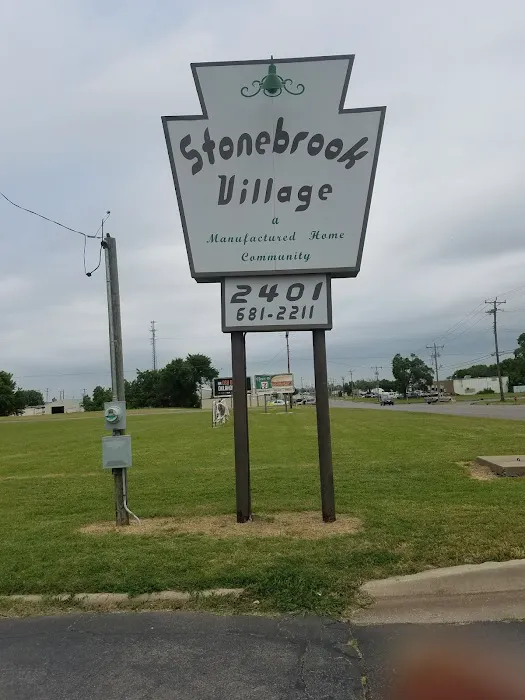 Stonebrook
Village
a
Manufactured Home
Community
2401
681-2211